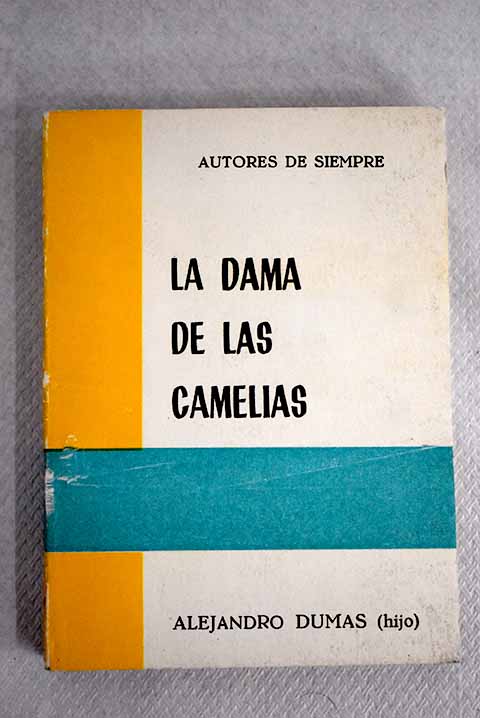 AUTORES DE SIEMPRE
LA DAMA
DE LAS
CAMELIAS
ALEJANDRO DUMAS (hijo)